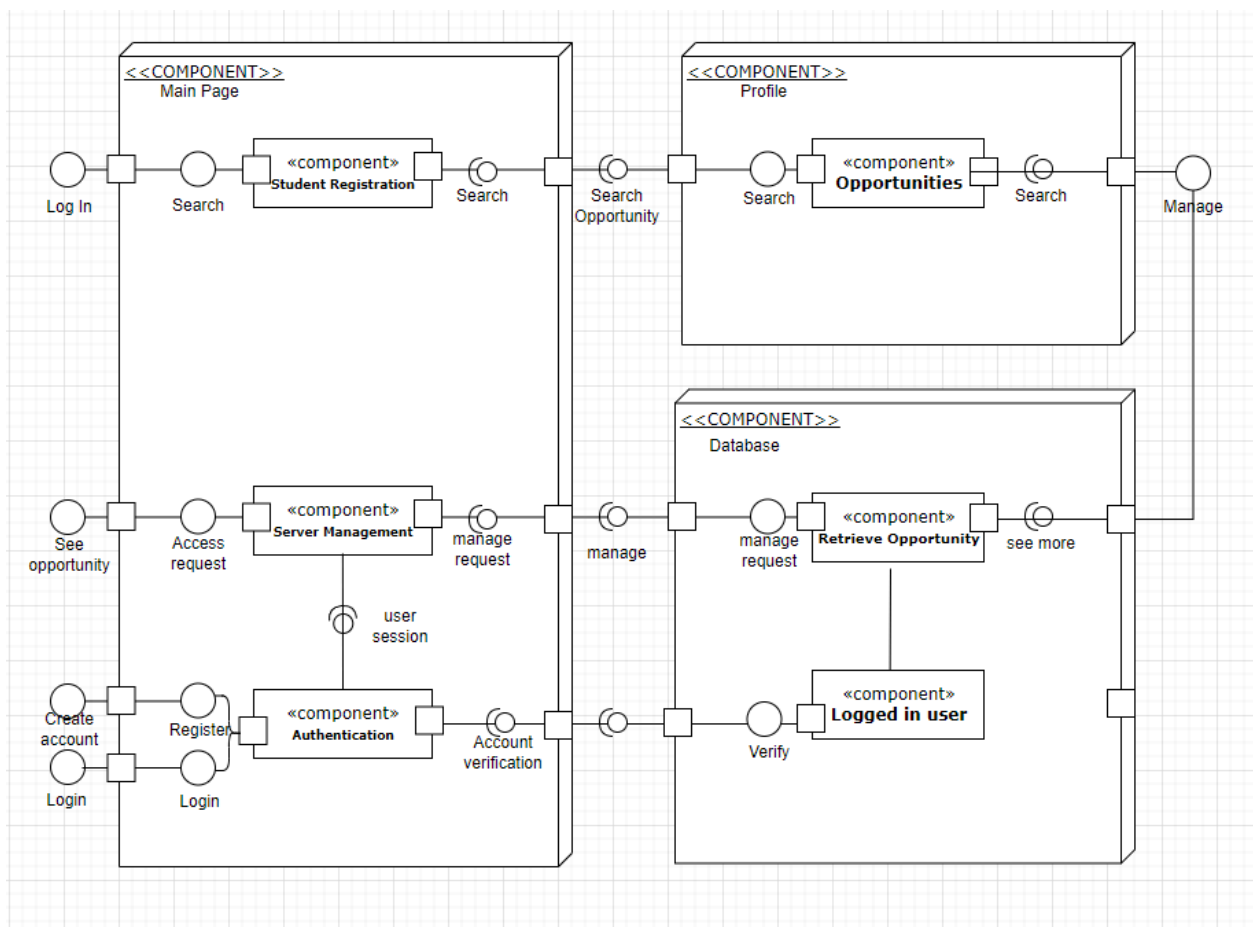 <<COMPONENT>>
Main Page
<<COMPONENT>>
Profile
«component»
Student Registration
«component»
Opportunities
Log In
Search
Search
Search
Opportunity
Search
Search
Manage
<<COMPONENT>>
Database
«component»
Server Management
«component»
Retrieve Opportunity
See
opportunity
Access
request
manage
request
manage
manage
request
see more
user
session
«component»
Authentication
«component»
Logged in user
Create
account
Register
Account
verification
Verify
Login
Login